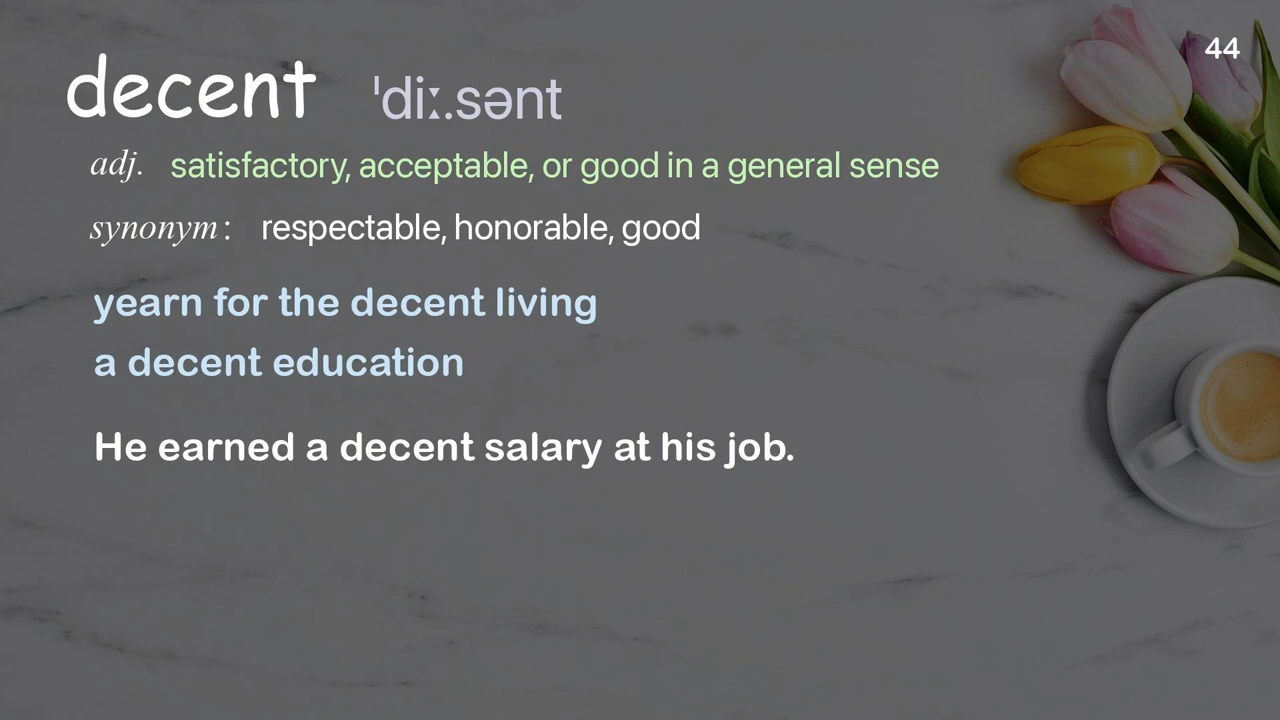 44
decent ˈdiː.sənt
adj. satisfactory, acceptable, or good in a general sense
synonym: respectable, honorable, good
yearn for the decent living
a decent education
He earned a decent salary at his job.